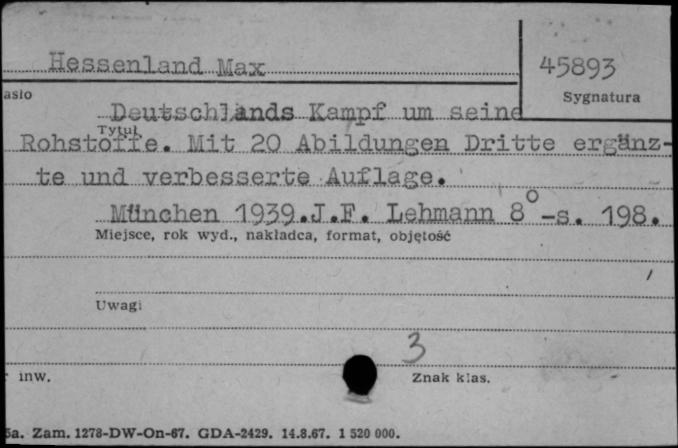 Hessenland Max
45893
asło
Sygnatura
Deutschlands Kampf um seine
Tytuł
Rohstoffe. Mit 20 Abildungen Dritte ergänz-
te und verbesserte Auflage.
München 1939.J.F. Lehmann 8°-s. 198.
Miejsce, rok wyd., nakładca, format, objętość
Uwagi
3
inw.
Znak klas.
5a. Zam. 1278-DW-On-67. GDA-2429. 14.8.67. 1 520 000.